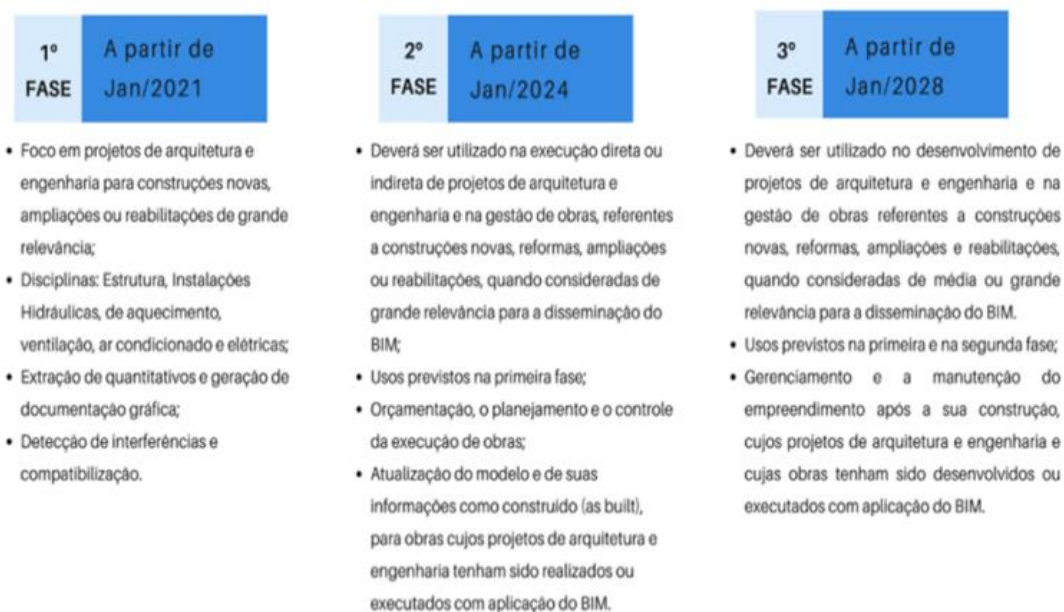 1º
FASE
A partir de
Jan/2021
• Foco em projetos de arquitetura e
engenharia para construções novas,
ampliações ou reabilitações de grande
relevância;
• Disciplinas: Estrutura, Instalações
Hidráulicas, de aquecimento,
ventilação, ar condicionado e elétricas;
• Extração de quantitativos e geração de
documentação gráfica;
• Detecção de interferências e
compatibilização.
2º
FASE
A partir de
Jan/2024
• Deverá ser utilizado na execução direta ou
indireta de projetos de arquitetura e
engenharia e na gestão de obras, referentes
a construções novas, reformas, ampliações
ou reabilitações, quando consideradas de
grande relevância para a disseminação do
BIM;
• Usos previstos na primeira fase;
• Orçamentação, o planejamento e o controle
da execução de obras;
• Atualização do modelo e de suas
informações como construído (as built),
para obras cujos projetos de arquitetura e
engenharia tenham sido realizados ou
executados com aplicação do BIM.
3º
FASE
A partir de
Jan/2028
• Deverá ser utilizado no desenvolvimento de
projetos de arquitetura e engenharia e na
gestão de obras referentes a construções
novas, reformas, ampliações e reabilitações,
quando consideradas de média ou grande
relevância para a disseminação do BIM.
• Usos previstos na primeira e na segunda fase;
• Gerenciamento e a manutenção do
empreendimento após a sua construção,
cujos projetos de arquitetura e engenharia e
cujas obras tenham sido desenvolvidos ou
executados com aplicação do BIM.